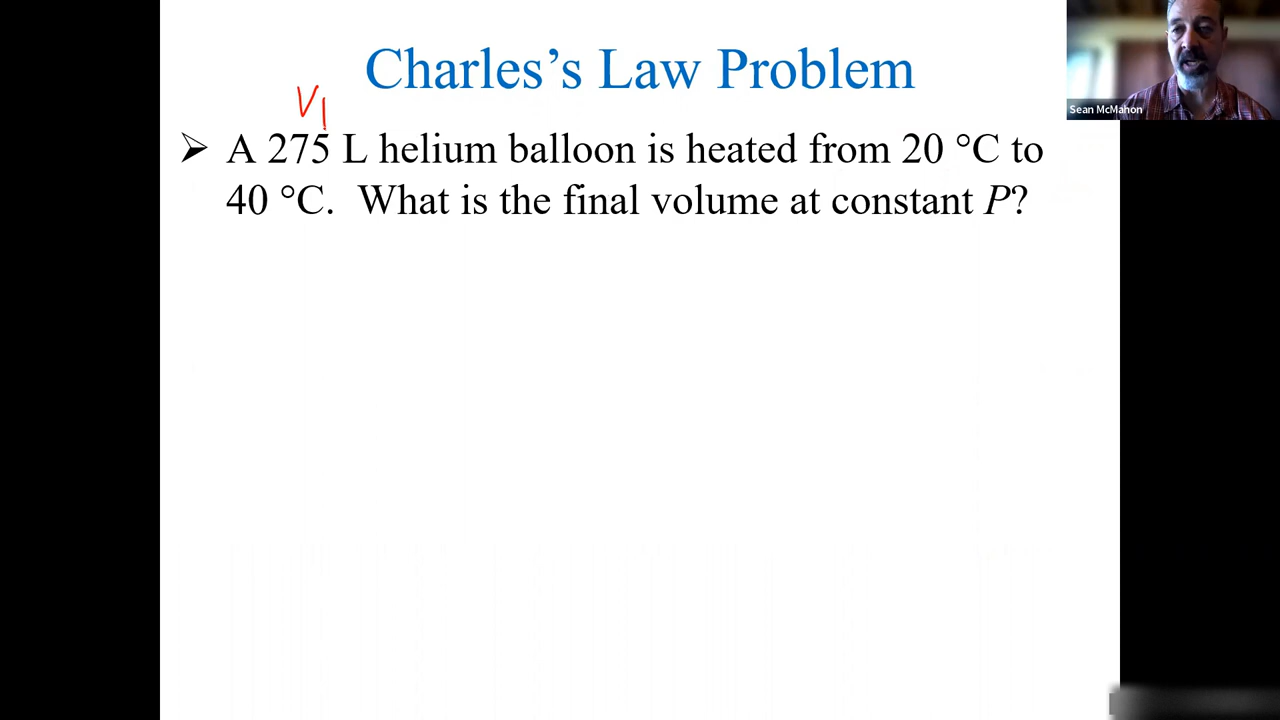 Charles’s Law Problem
V1
➢ A 275 L helium balloon is heated from 20 °C to
40 °C. What is the final volume at constant P?
Sean McMahon